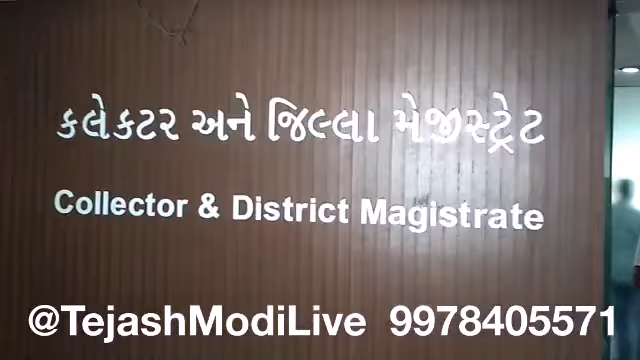 કલેકટર અને જિલ્લા મેજીસ્ટ્રેટ
Collector & District Magistrate
@TejashModiLive 9978405571